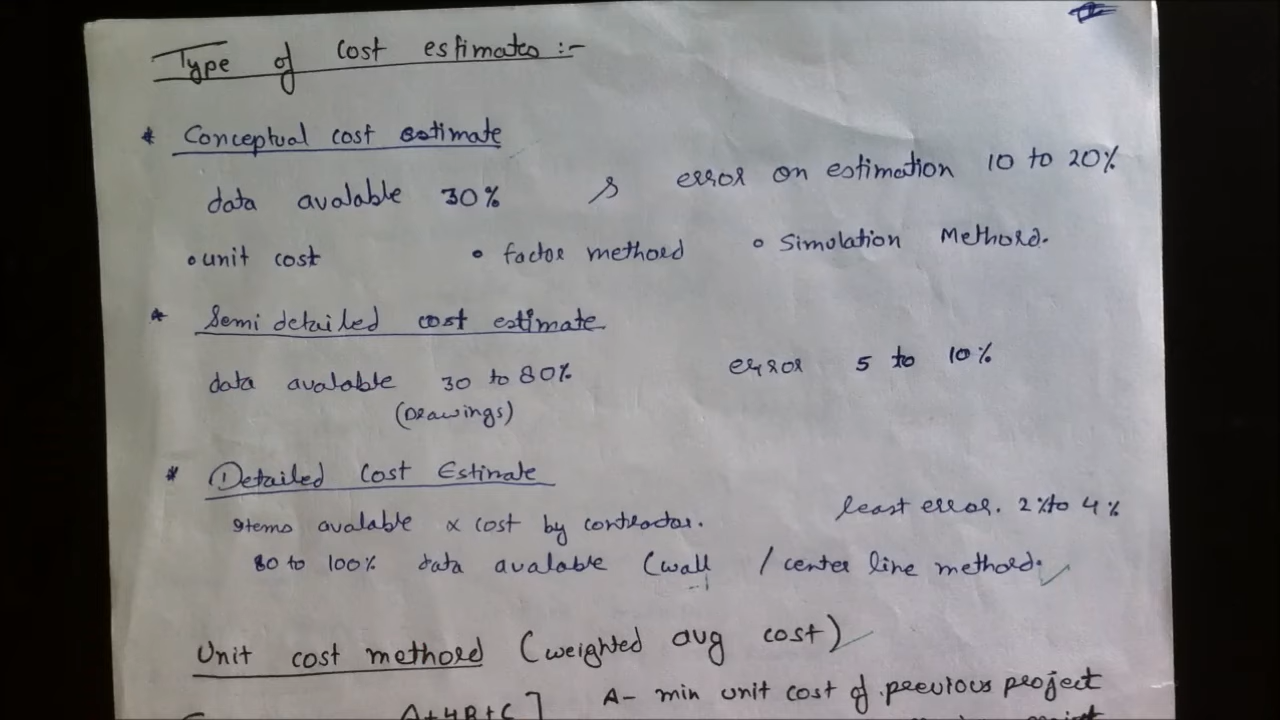 Type of cost estimates :-
* Conceptual cost estimate
data avalable 30% error on estimation 10 to 20%
• unit cost • factor methord • Simulation Methord.
* Semi detailed cost estimate
data avalable 30 to 80% error 5 to 10%
(Drawings)
* Detailed Cost Estimate
Items avalable × cost by contractor. least error. 2% to 4%
80 to 100% data avalable (wall / center line methord.
Unit cost methord (weighted avg cost)
A+4B+C] A- min unit cost of previous project